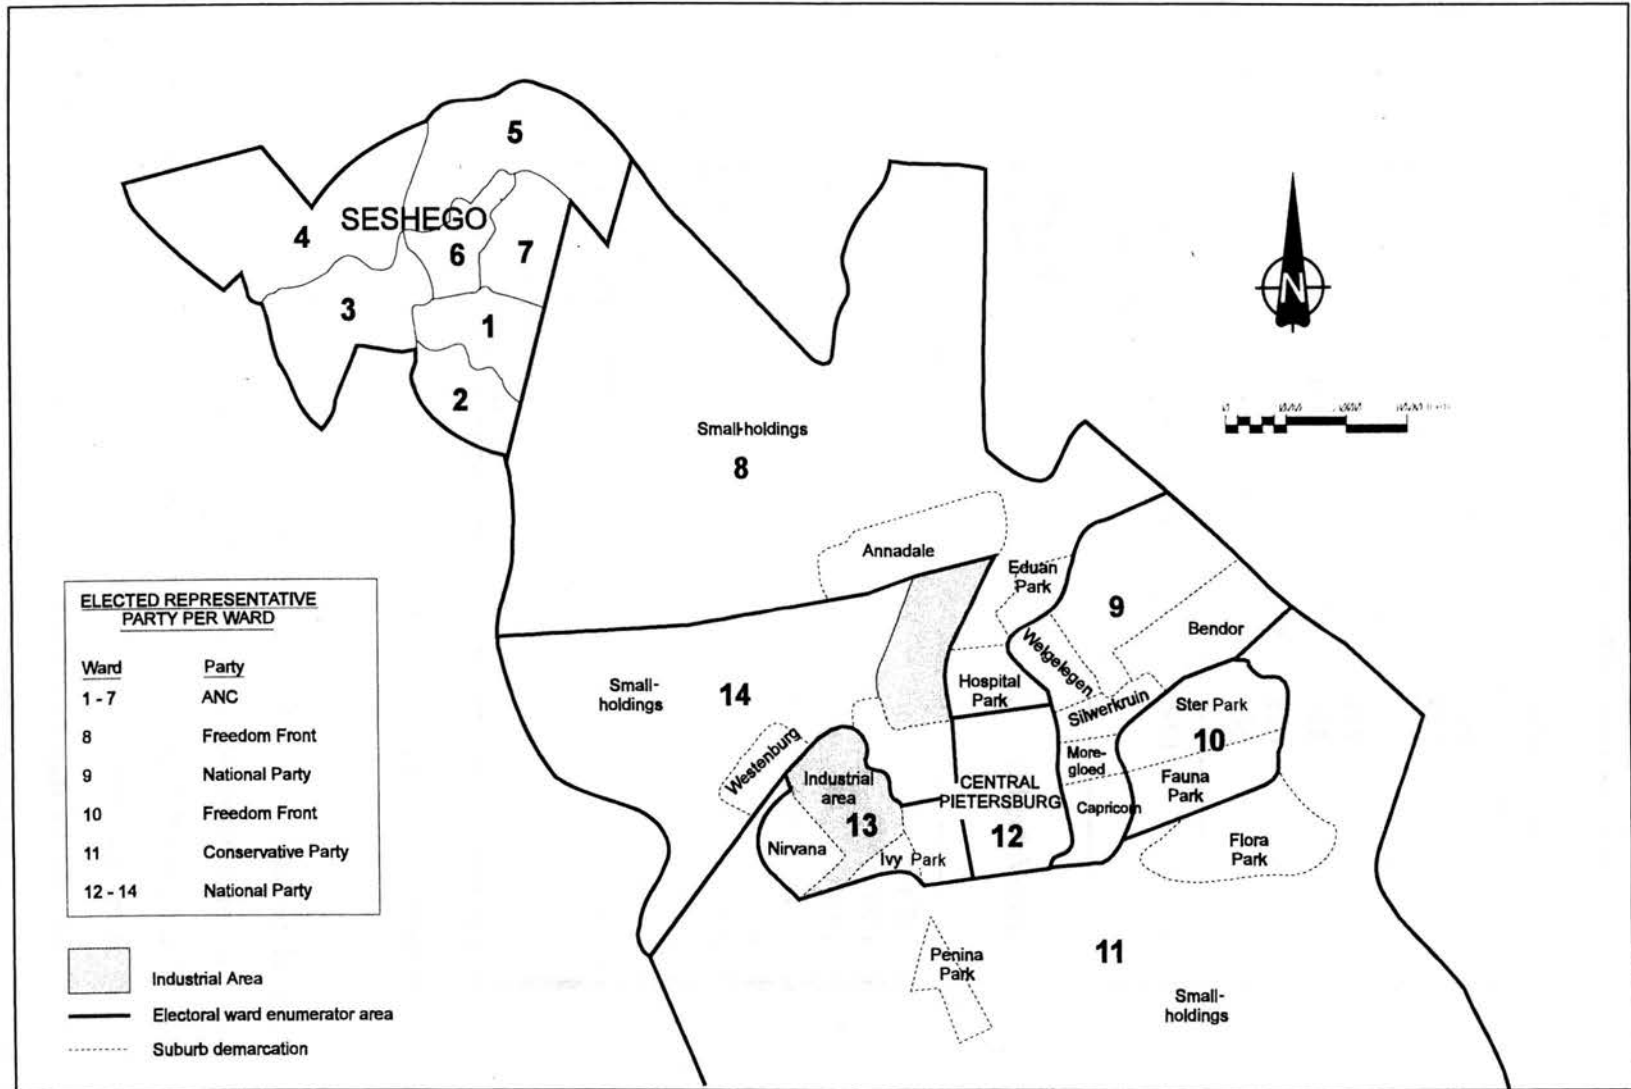 5
SESHEGO
4
6
7
3
1
2
N
Small-holdings
8
Annadale
Eduan
Park
9
Bendor
Welgelegen
Hospital
Park
Silwerkruin
Ster Park
10
Small-
holdings
14
Westenburg
Industrial
area
13
More-
gloed
CENTRAL
PIETERSBURG
12
Capricorn
Fauna
Park
Nirvana
Ivy Park
Flora
Park
Penina
Park
11
Small-
holdings
ELECTED REPRESENTATIVE
PARTY PER WARD
Ward Party
1 - 7 ANC
8 Freedom Front
9 National Party
10 Freedom Front
11 Conservative Party
12 - 14 National Party
Industrial Area
Electoral ward enumerator area
Suburb demarcation